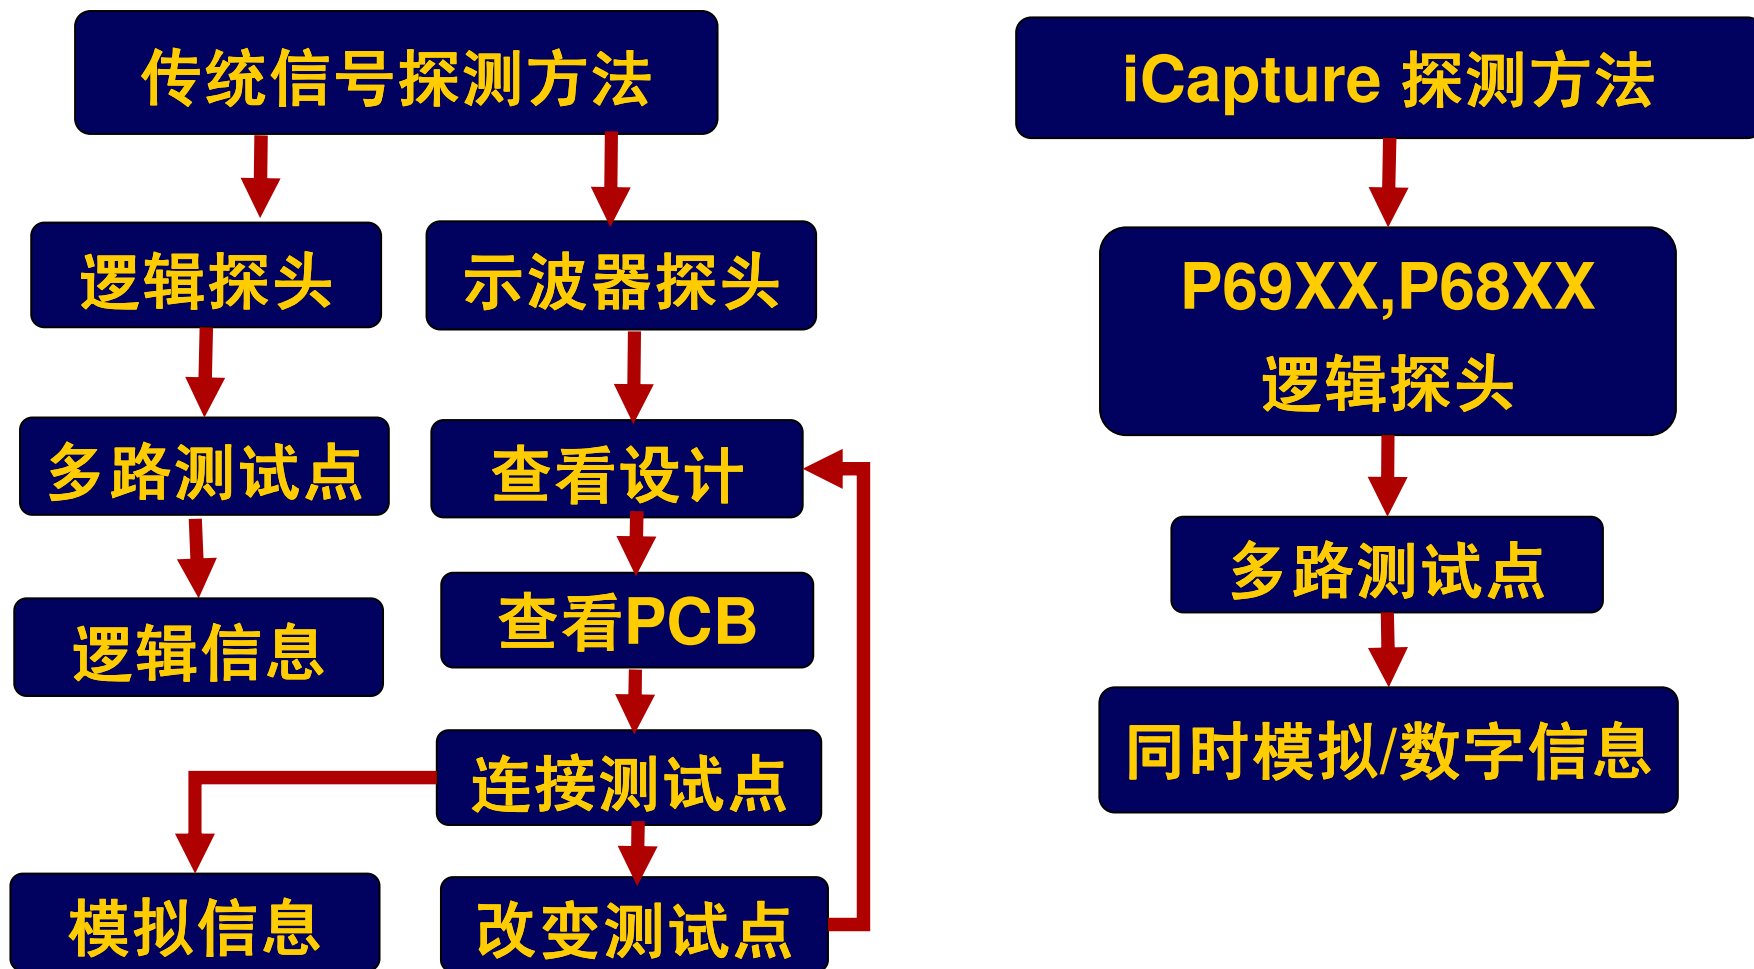 传统信号探测方法
逻辑探头
示波器探头
多路测试点
查看设计
逻辑信息
查看PCB
连接测试点
模拟信息
改变测试点
iCapture 探测方法
P69XX,P68XX
逻辑探头
多路测试点
同时模拟/数字信息